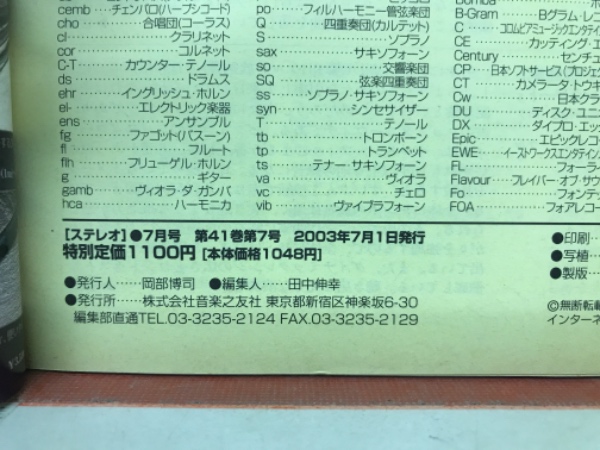 cemb … チェンバロ(ハープシコード)
cho … 合唱団(コーラス)
cl … クラリネット
cor … コルネット
C-T … カウンター・テノール
ds … ドラムス
ehr … イングリッシュ・ホルン
el- … エレクトリック楽器
ens … アンサンブル
fg … ファゴット(バスーン)
fl … フルート
flh … フリューゲル・ホルン
g … ギター
gamb … ヴィオラ・ダ・ガンバ
hca … ハーモニカ
po … フィルハーモニー管弦楽団
Q … 四重奏団(カルテット)
S … ソプラノ
sax … サキソフォーン
so … 交響楽団
SQ … 弦楽四重奏団
ss … ソプラノ・サキソフォーン
syn … シンセサイザー
T … テノール
tb … トロンボーン
tp … トランペット
ts … テナー・サキソフォーン
va … ヴィオラ
vc … チェロ
vib … ヴァイブラフォーン
B-Gram … Bグラム・レコ
C
CE … カッティング・エ
Century … センチュ
CP … 日本ソフトサービス(プロジェク
CT … カメラータ・トウキ
Cw … 日本クラ
DU … ディスク・ユニ
DX … ダイプロ・エッ
Epic … エピックレコ
EWE … イーストワークスエンタテイン
FL … フォーラ
Flavour … フレイバー・オブ・サウ
Fo … フォンテ
FOA … フォアレコー
[ステレオ]●7月号 第41巻第7号 2003年7月1日発行
特別定価1100円 [本体価格1048円]
●発行人……岡部博司 ●編集人……田中伸幸
●発行所……株式会社音楽之友社 東京都新宿区神楽坂6-30
編集部直通TEL.03-3235-2124 FAX.03-3235-2129
●印刷…
●写植…
●製版…
©無断転載
インターネ